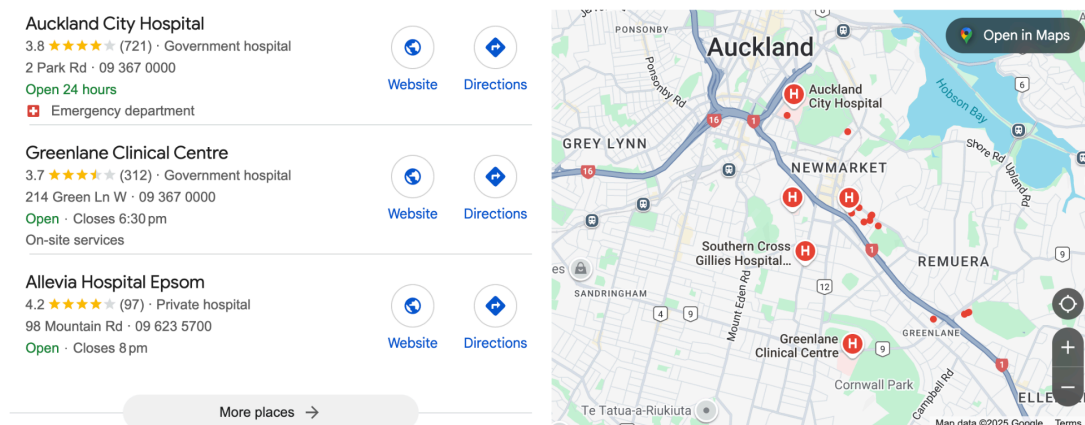 Auckland City Hospital
3.8 (721) · Government hospital
2 Park Rd · 09 367 0000
Open 24 hours
Emergency department
Website
Directions
Greenlane Clinical Centre
3.7 (312) · Government hospital
214 Green Ln W · 09 367 0000
Open · Closes 6:30 pm
On-site services
Website
Directions
Allevia Hospital Epsom
4.2 (97) · Private hospital
98 Mountain Rd · 09 623 5700
Open · Closes 8 pm
Website
Directions
More places
PONSONBY
Auckland
Open in Maps
Ponsonby Rd
H
Auckland
City Hospital
6
Hobson Bay
16
1
GREY LYNN
Shore Rd
Upland Rd
NEWMARKET
16
H
H
Southern Cross
Gillies Hospital...
H
1
REMUERA
9
es
SANDRINGHAM
12
Mount Eden Rd
4
9
GREENLANE
Greenlane
Clinical Centre
H
9
1
Cornwall Park
Campbell Rd
Te Tatua-a-Riukiuta
Map data ©2025 Google
Terms